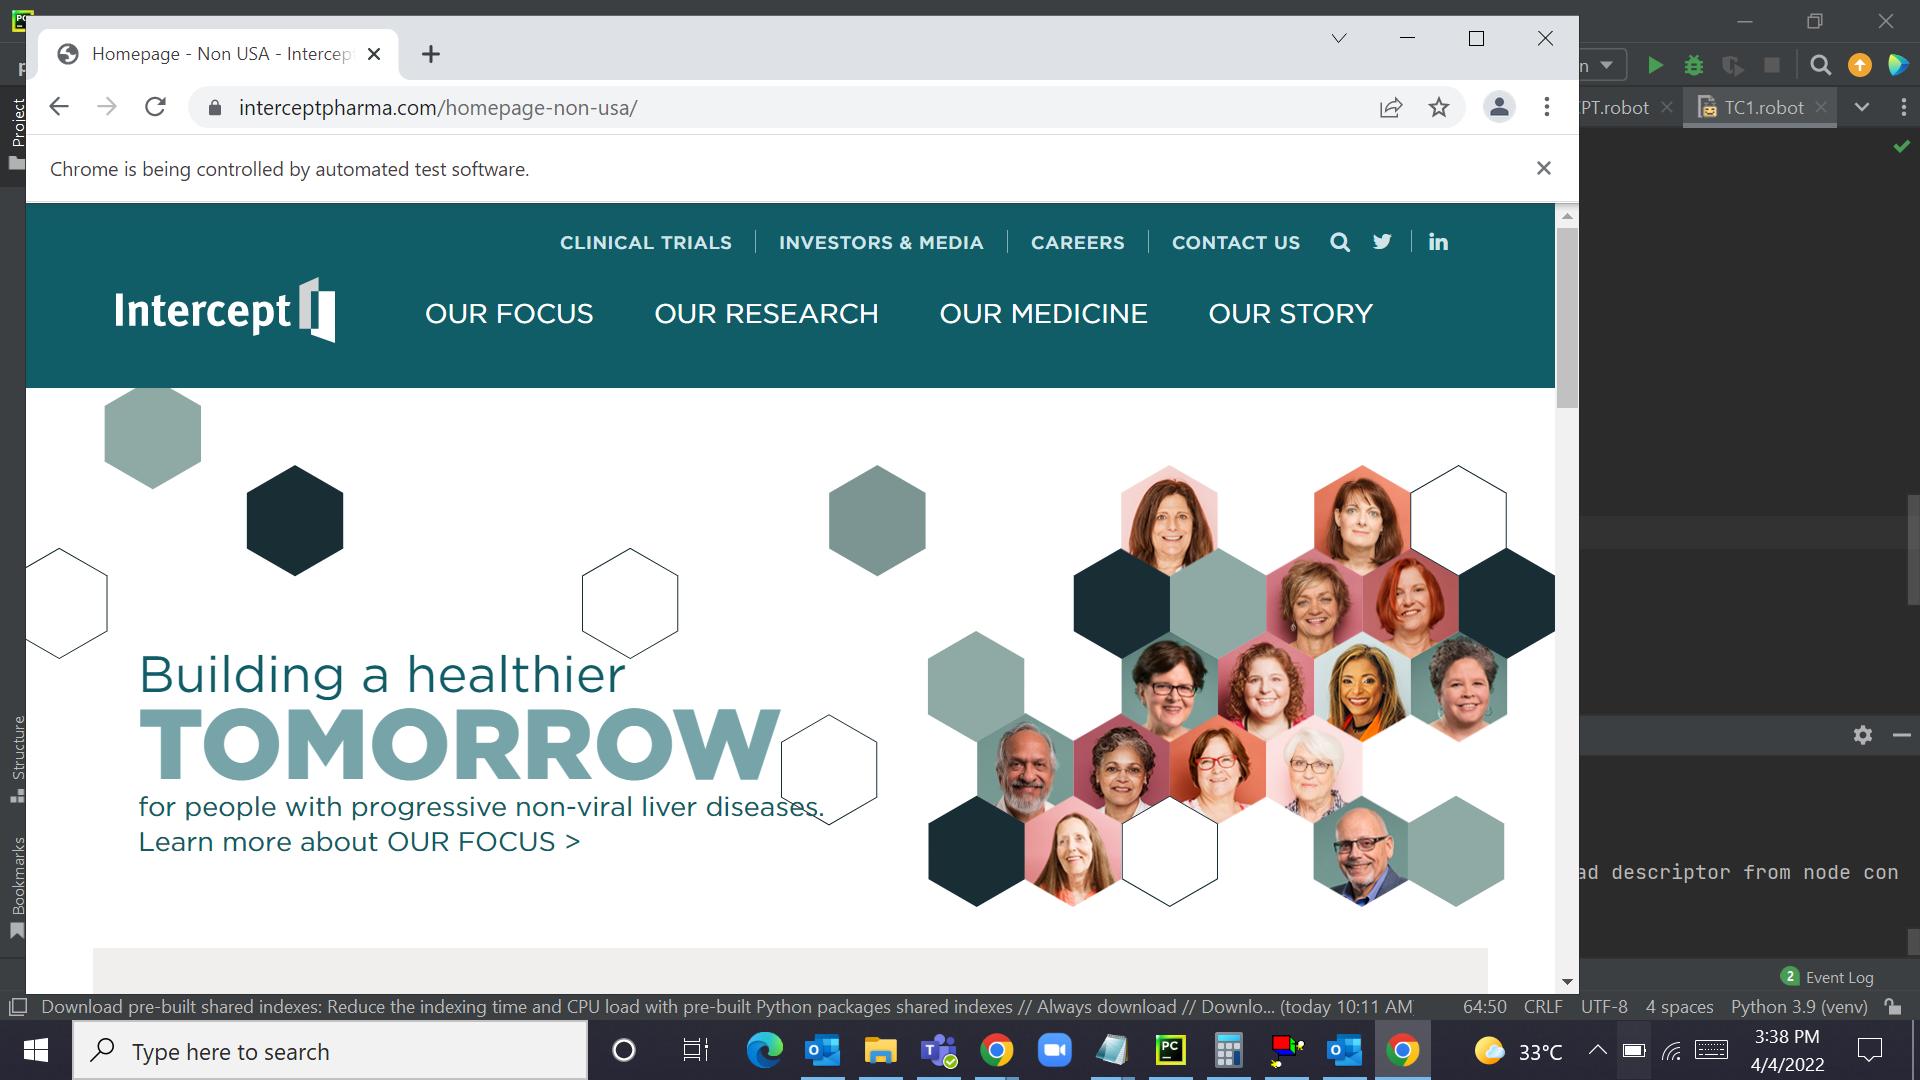 Homepage - Non USA - Intercep
interceptpharma.com/homepage-non-usa/
PT.robot
TC1.robot
Project
Chrome is being controlled by automated test software.
CLINICAL TRIALS
INVESTORS & MEDIA
CAREERS
CONTACT US
in
Intercept
OUR FOCUS
OUR RESEARCH
OUR MEDICINE
OUR STORY
Building a healthier
TOMORROW
for people with progressive non-viral liver diseases.
Learn more about OUR FOCUS >
Structure
Bookmarks
ad descriptor from node con
2 Event Log
Download pre-built shared indexes: Reduce the indexing time and CPU load with pre-built Python packages shared indexes // Always download // Downlo... (today 10:11 AM
64:50 CRLF UTF-8 4 spaces Python 3.9 (venv)
Type here to search
PC
33°C
3:38 PM
4/4/2022